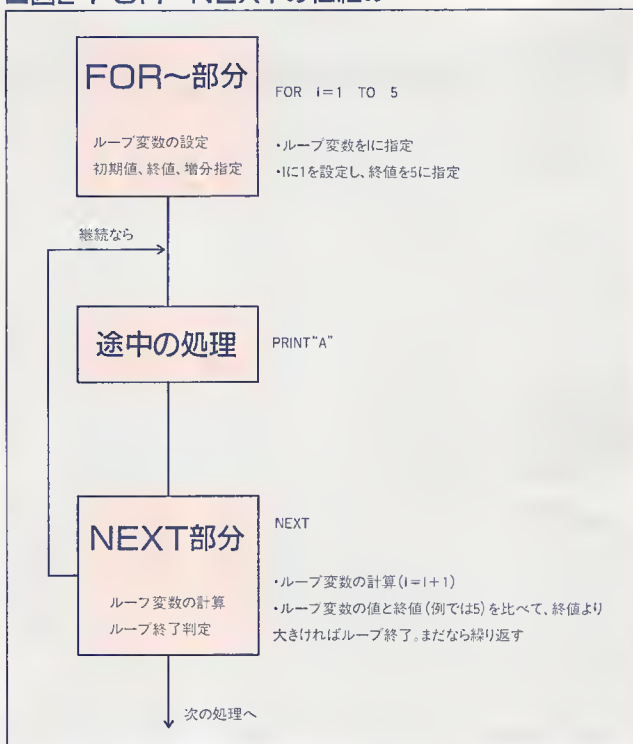 FOR〜部分
ループ変数の設定
初期値、終値、増分指定
FOR I=1 TO 5
・ループ変数をIに指定
・Iに1を設定し、終値を5に指定
継続なら
途中の処理
PRINT"A"
NEXT部分
ループ変数の計算
ループ終了判定
NEXT
・ループ変数の計算(I=I+1)
・ループ変数の値と終値(例では5)を比べて、終値より
大きければループ終了。まだなら繰り返す
次の処理へ